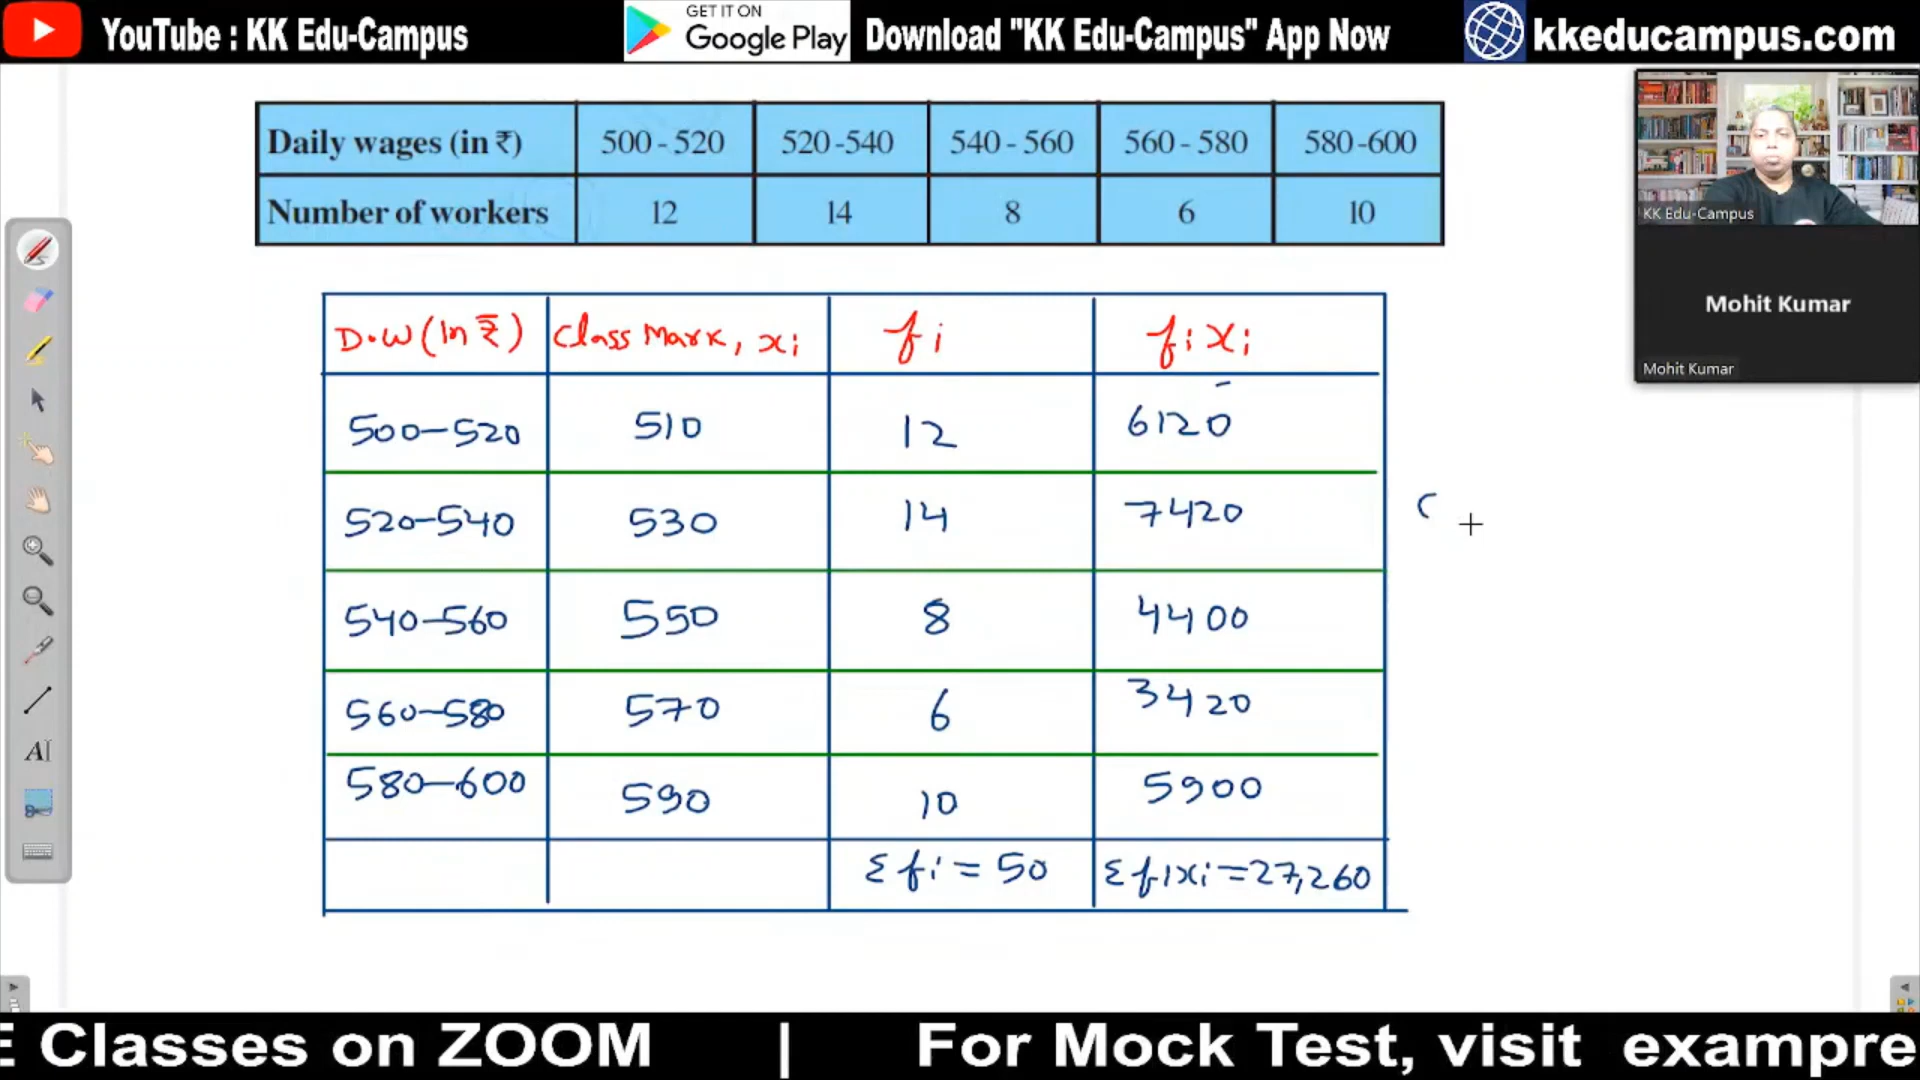 YouTube : KK Edu-Campus
GET IT ON
Google Play
Download "KK Edu-Campus" App Now
kkeducampus.com
Daily wages (in ₹) 500 - 520 520 -540 540 - 560 560 - 580 580 -600
Number of workers 12 14 8 6 10
KK Edu-Campus
Mohit Kumar
Mohit Kumar
D.W (In ₹) Class Mark, xi fi fixi
500-520 510 12 6120
520-540 530 14 7420
540-560 550 8 4400
560-580 570 6 3420
580-600 590 10 5900
Σfi = 50 Σfixi = 27,260
AI
E Classes on ZOOM | For Mock Test, visit exampre